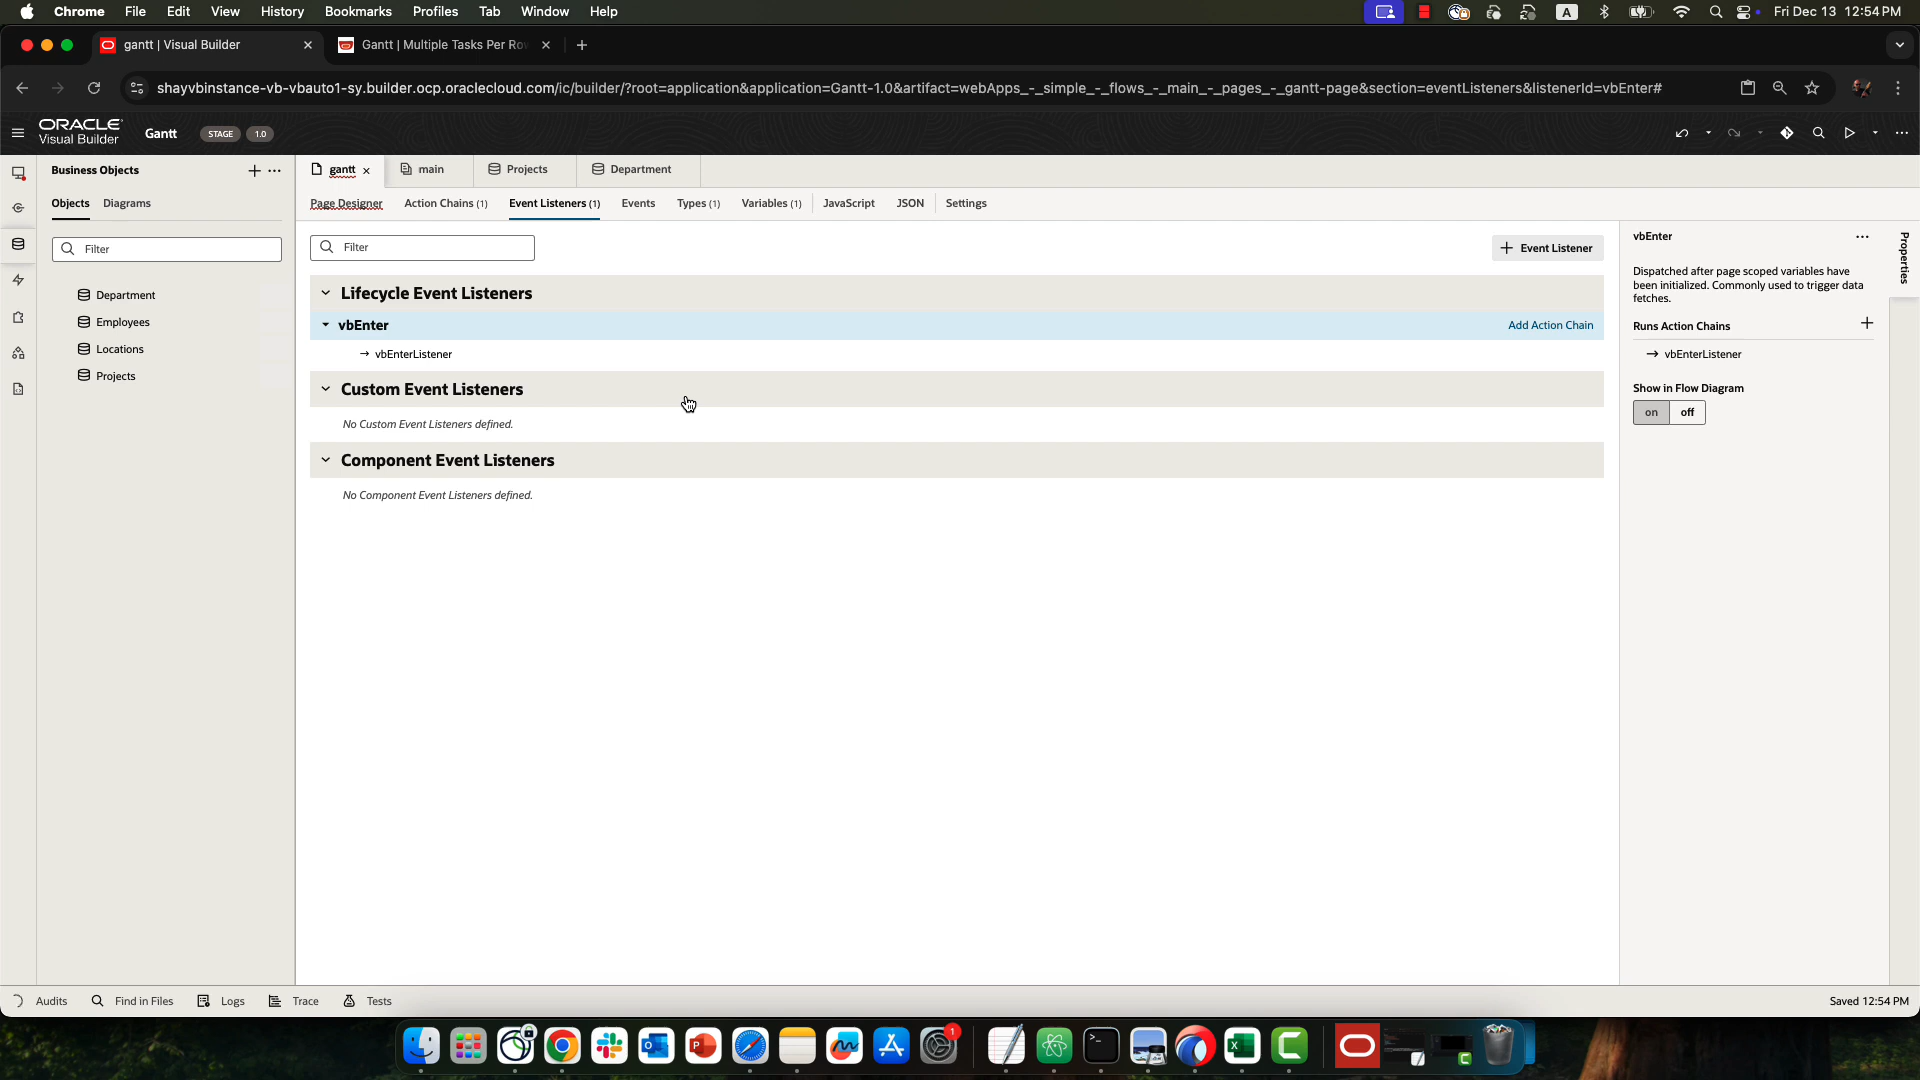 Chrome File Edit View History Bookmarks Profiles Tab Window Help A Fri Dec 13 12:54 PM
gantt | Visual Builder Gantt | Multiple Tasks Per Ro
shayvbinstance-vb-vbauto1-sy.builder.ocp.oraclecloud.com/ic/builder/?root=application&application=Gantt-1.0&artifact=webApps_-_simple_-_flows_-_main_-_pages_-_gantt-page&section=eventListeners&listenerId=vbEnter#
ORACLE
Visual Builder
Gantt STAGE 1.0
Business Objects
Objects Diagrams
Filter
Department
Employees
Locations
Projects
gantt main Projects Department
Page Designer Action Chains (1) Event Listeners (1) Events Types (1) Variables (1) JavaScript JSON Settings
Filter
Event Listener
Lifecycle Event Listeners
vbEnter Add Action Chain
vbEnterListener
Custom Event Listeners
No Custom Event Listeners defined.
Component Event Listeners
No Component Event Listeners defined.
vbEnter
Dispatched after page scoped variables have
been initialized. Commonly used to trigger data
fetches.
Runs Action Chains
vbEnterListener
Show in Flow Diagram
on off
Properties
Audits Find in Files Logs Trace Tests Saved 12:54 PM
1